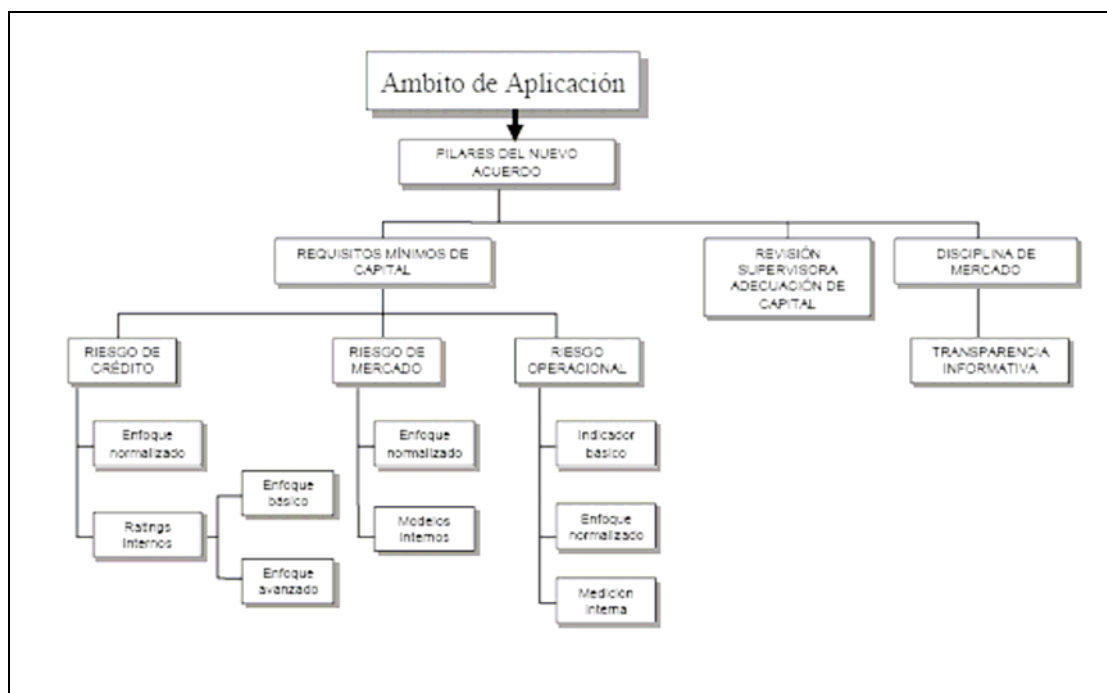 Ambito de Aplicación
PILARES DEL NUEVO
ACUERDO
REQUISITOS MÍNIMOS DE
CAPITAL
REVISIÓN
SUPERVISORA
ADECUACIÓN DE
CAPITAL
DISCIPLINA DE
MERCADO
RIESGO DE
CRÉDITO
RIESGO DE
MERCADO
RIESGO
OPERACIONAL
TRANSPARENCIA
INFORMATIVA
Enfoque
normalizado
Enfoque
normalizado
Indicador
básico
Enfoque
básico
Ratings
Internos
Modelos
Internos
Enfoque
normalizado
Enfoque
avanzado
Medición
Interna